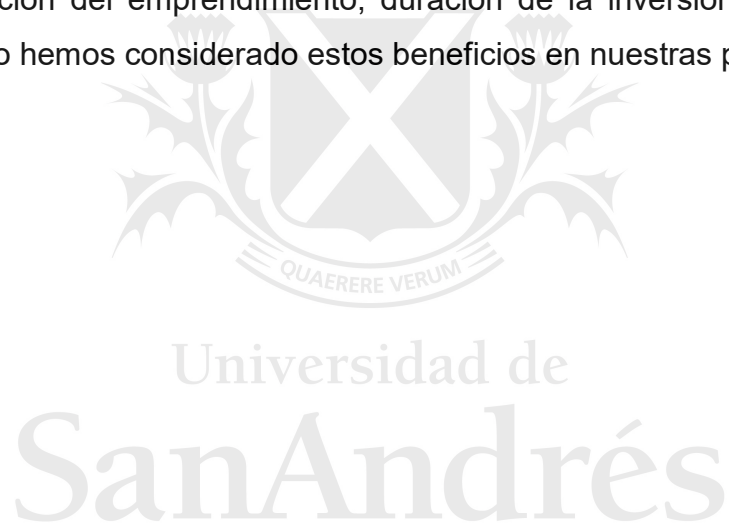 ción del emprendimiento, duración de la inversión
o hemos considerado estos beneficios en nuestras p
QUAERERE VERUM
Universidad de
SanAndrés